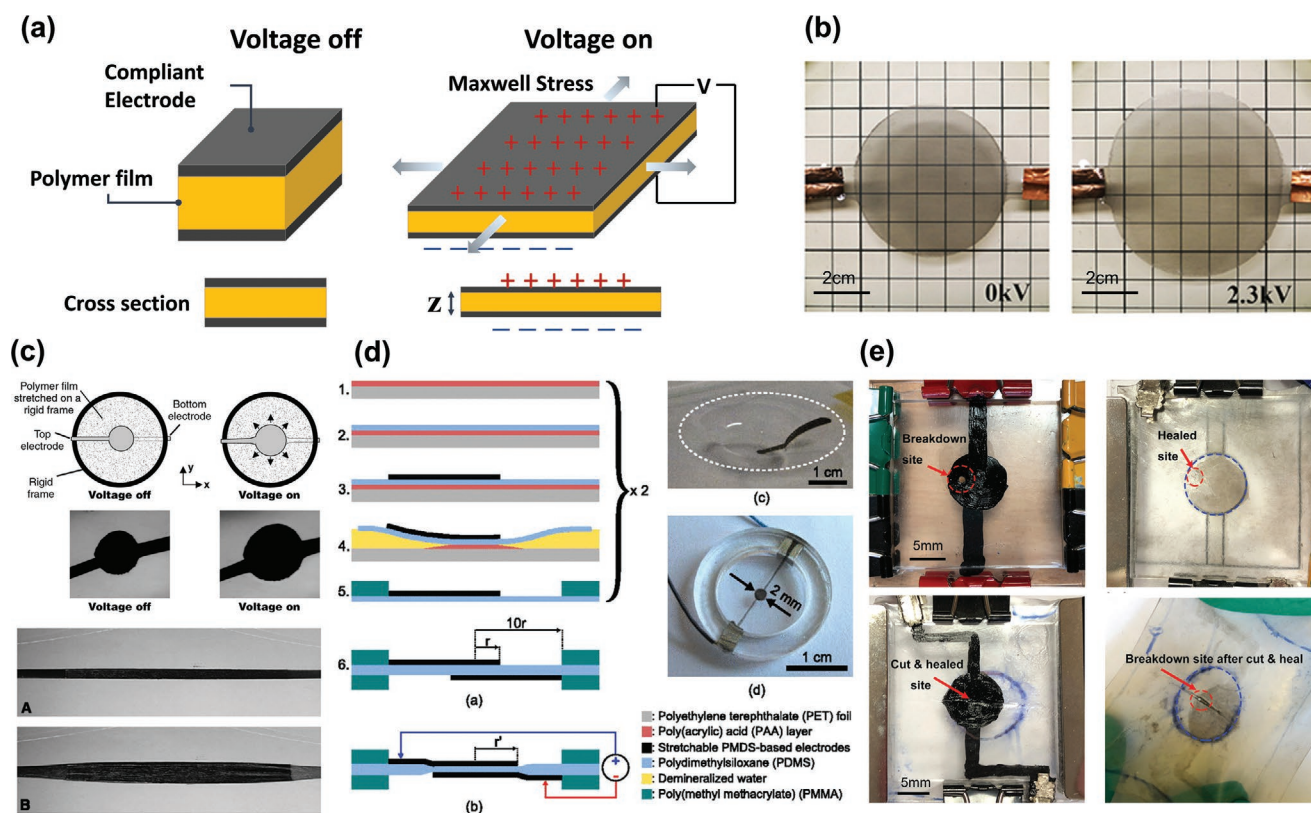 (a)
Voltage off
Voltage on
Compliant
Electrode
Maxwell Stress
V
Polymer film
Cross section
Z
(b)
2cm
0kV
2cm
2.3kV
(c)
Polymer film
stretched on a
rigid frame
Bottom
electrode
Top
electrode
Rigid
frame
y
x
Voltage off
Voltage on
Voltage off
Voltage on
A
B
(d)
1.
2.
3.
4.
5.
6.
x 2
10r
r
(a)
r'
+
-
(b)
1 cm
(c)
2 mm
1 cm
(d)
: Polyethylene terephthalate (PET) foil
: Poly(acrylic) acid (PAA) layer
: Stretchable PMDS-based electrodes
: Polydimethylsiloxane (PDMS)
: Demineralized water
: Poly(methyl methacrylate) (PMMA)
(e)
Breakdown
site
5mm
Healed
site
Cut & healed
site
5mm
Breakdown site after cut & heal